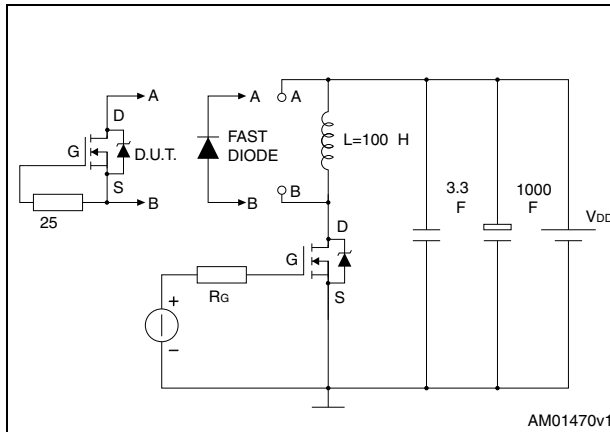 A
D
G
D.U.T.
S
B
25
A
FAST
DIODE
B
A
L=100 H
B
D
G
S
RG
+
–
3.3
F
1000
F
VDD
AM01470v1